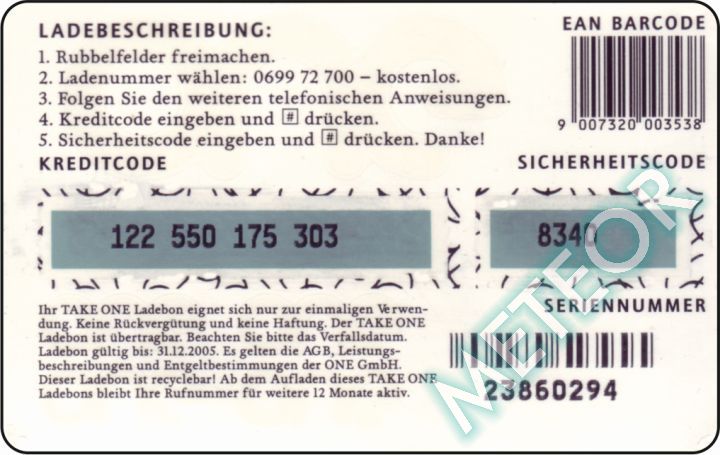 LADEBESCHREIBUNG:
1. Rubbelfelder freimachen.
2. Ladenummer wählen: 0699 72 700 – kostenlos.
3. Folgen Sie den weiteren telefonischen Anweisungen.
4. Kreditcode eingeben und # drücken.
5. Sicherheitscode eingeben und # drücken. Danke!
EAN BARCODE
9 007320 003538
KREDITCODE
122 550 175 303
SICHERHEITSCODE
8340
Ihr TAKE ONE Ladebon eignet sich nur zur einmaligen Verwen-
dung. Keine Rückvergütung und keine Haftung. Der TAKE ONE
Ladebon ist übertragbar. Beachten Sie bitte das Verfallsdatum.
Ladebon gültig bis: 31.12.2005. Es gelten die AGB, Leistungs-
beschreibungen und Entgeltbestimmungen der ONE GmbH.
Dieser Ladebon ist recyclebar! Ab dem Aufladen dieses TAKE ONE
Ladebons bleibt Ihre Rufnummer für weitere 12 Monate aktiv.
SERIENNUMMER
23860294
METEOR